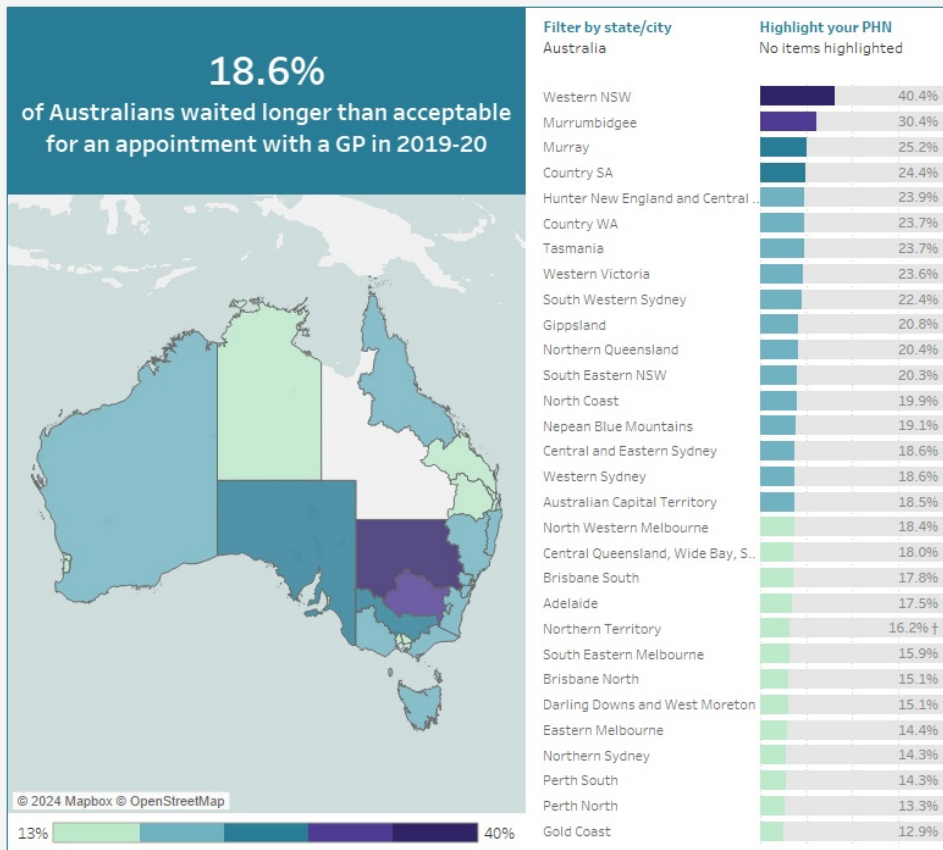 18.6%
of Australians waited longer than acceptable
for an appointment with a GP in 2019-20
© 2024 Mapbox © OpenStreetMap
13%
40%
Filter by state/city
Australia
Highlight your PHN
No items highlighted
Western NSW 40.4%
Murrumbidgee 30.4%
Murray 25.2%
Country SA 24.4%
Hunter New England and Central .. 23.9%
Country WA 23.7%
Tasmania 23.7%
Western Victoria 23.6%
South Western Sydney 22.4%
Gippsland 20.8%
Northern Queensland 20.4%
South Eastern NSW 20.3%
North Coast 19.9%
Nepean Blue Mountains 19.1%
Central and Eastern Sydney 18.6%
Western Sydney 18.6%
Australian Capital Territory 18.5%
North Western Melbourne 18.4%
Central Queensland, Wide Bay, S.. 18.0%
Brisbane South 17.8%
Adelaide 17.5%
Northern Territory 16.2% †
South Eastern Melbourne 15.9%
Brisbane North 15.1%
Darling Downs and West Moreton 15.1%
Eastern Melbourne 14.4%
Northern Sydney 14.3%
Perth South 14.3%
Perth North 13.3%
Gold Coast 12.9%